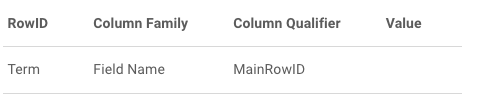 RowID Column Family Column Qualifier Value
Term Field Name MainRowID